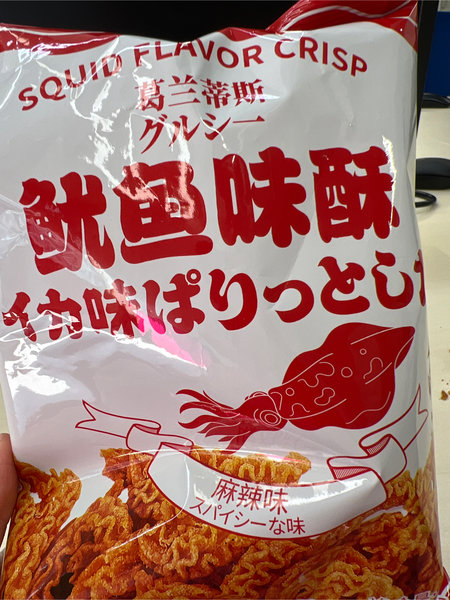 SQUID FLAVOR CRISP
葛兰蒂斯
グルシー
鱿鱼味酥
イカ味ぱりっとした
麻辣味
スパイシーな味